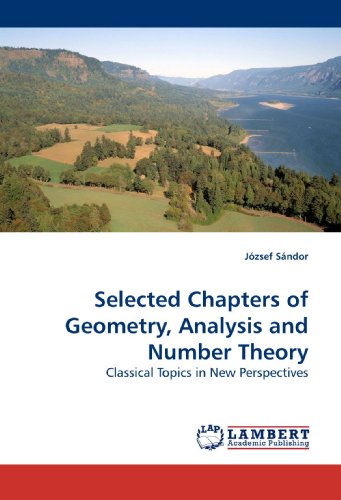 József Sándor
Selected Chapters of
Geometry, Analysis and
Number Theory
Classical Topics in New Perspectives
LAP
LAMBERT
Academic Publishing